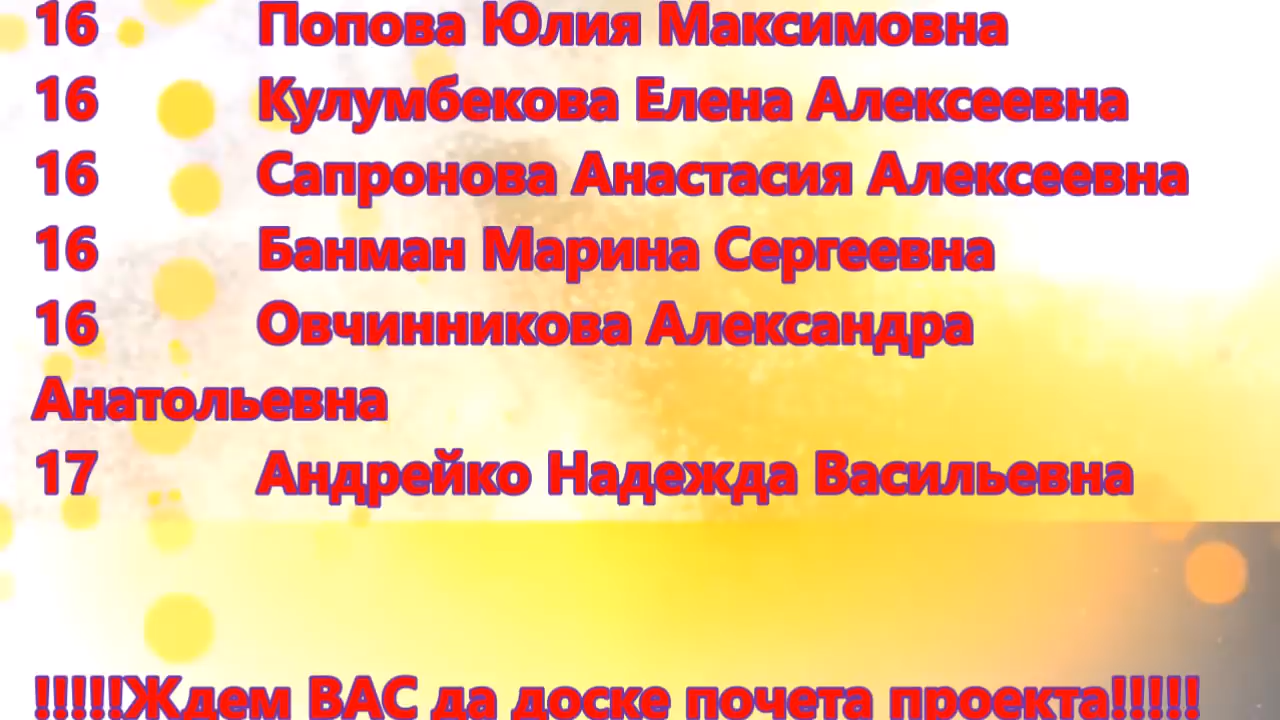 16 Попова Юлия Максимовна
16 Кулумбекова Елена Алексеевна
16 Сапронова Анастасия Алексеевна
16 Банман Марина Сергеевна
16 Овчинникова Александра
Анатольевна
17 Андрейко Надежда Васильевна
!!!!!Ждем ВАС да доске почета проекта!!!!!